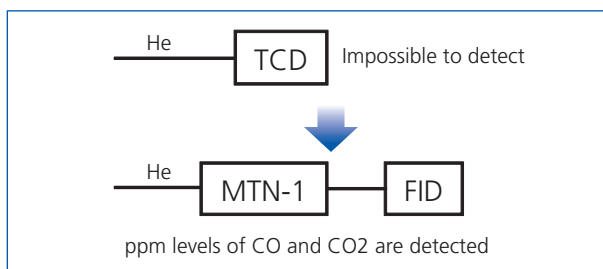 He
TCD Impossible to detect
He
MTN-1 FID
ppm levels of CO and CO2 are detected